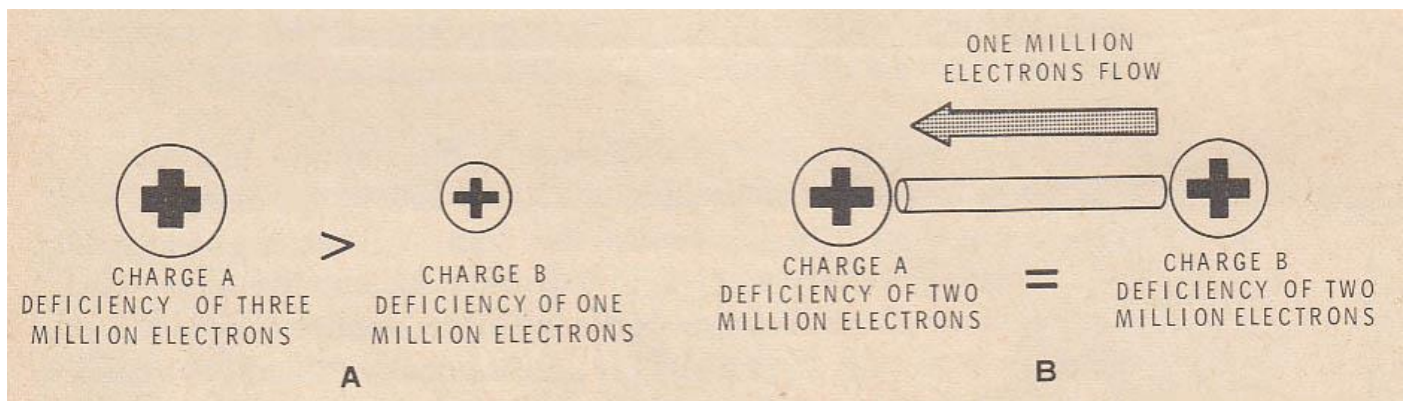 ONE MILLION
ELECTRONS FLOW
>
CHARGE A
DEFICIENCY OF THREE
MILLION ELECTRONS
CHARGE B
DEFICIENCY OF ONE
MILLION ELECTRONS
A
CHARGE A
DEFICIENCY OF TWO
MILLION ELECTRONS
=
CHARGE B
DEFICIENCY OF TWO
MILLION ELECTRONS
B